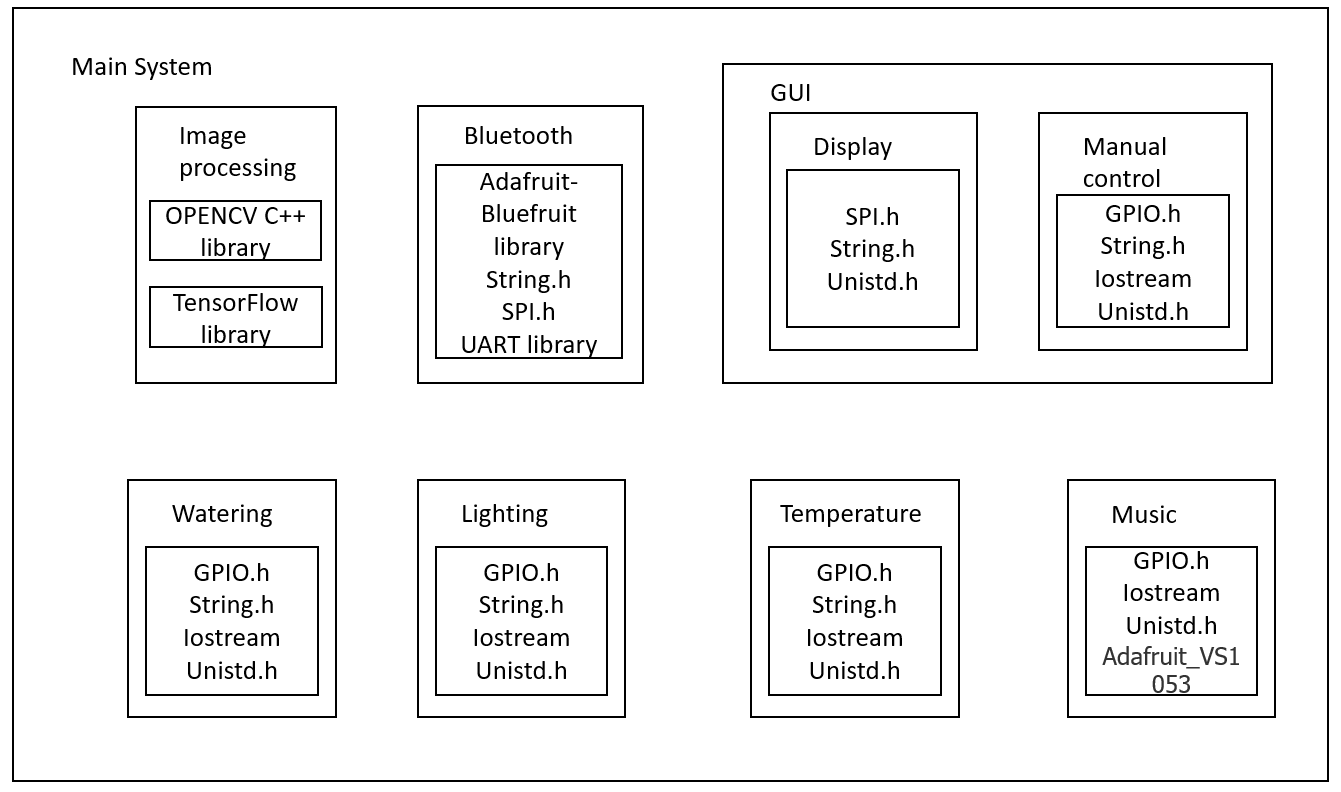 Main System
Image
processing
OPENCV C++
library
TensorFlow
library
Bluetooth
Adafruit-
Bluefruit
library
String.h
SPI.h
UART library
GUI
Display
SPI.h
String.h
Unistd.h
Manual
control
GPIO.h
String.h
Iostream
Unistd.h
Watering
GPIO.h
String.h
Iostream
Unistd.h
Lighting
GPIO.h
String.h
Iostream
Unistd.h
Temperature
GPIO.h
String.h
Iostream
Unistd.h
Music
GPIO.h
Iostream
Unistd.h
Adafruit_VS1
053